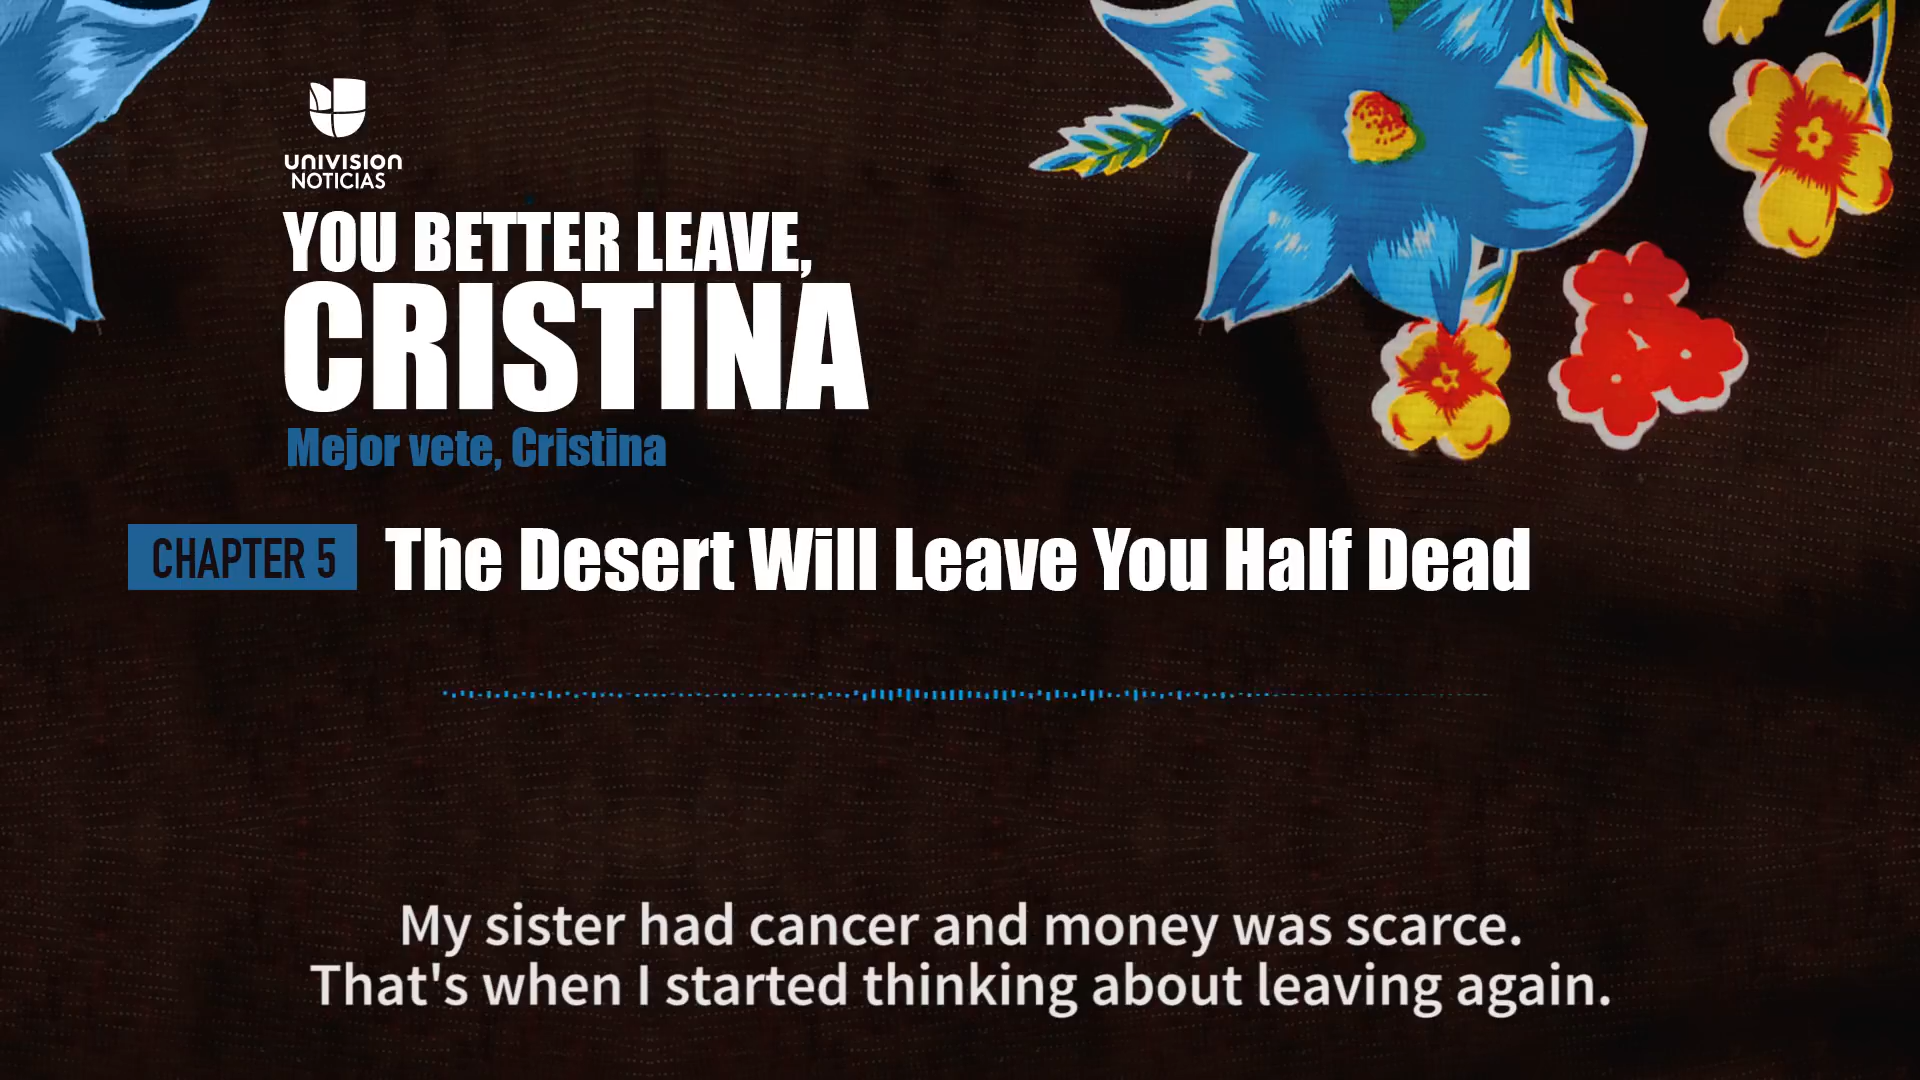 UNIVISION
NOTICIAS
YOU BETTER LEAVE,
CRISTINA
Mejor vete, Cristina
CHAPTER 5 The Desert Will Leave You Half Dead
My sister had cancer and money was scarce.
That's when I started thinking about leaving again.